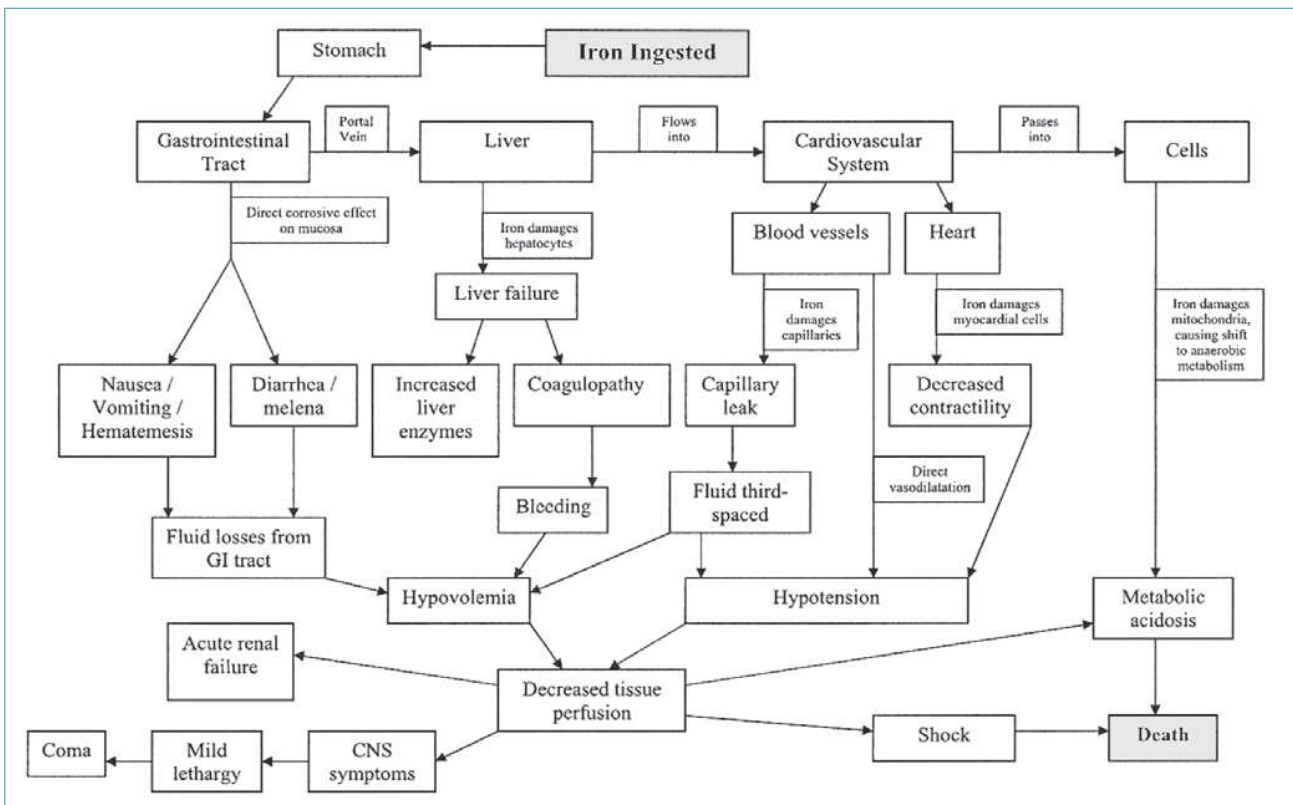 Stomach
Iron Ingested
Portal
Vein
Flows
into
Passes
into
Gastrointestinal
Tract
Liver
Cardiovascular
System
Cells
Direct corrosive effect
on mucosa
Iron damages
hepatocytes
Blood vessels
Heart
Liver failure
Iron
damages
capillaries
Iron damages
myocardial cells
Iron damages
mitochondria,
causing shift
to anaerobic
metabolism
Nausea /
Vomiting /
Hematemesis
Diarrhea /
melena
Increased
liver
enzymes
Coagulopathy
Capillary
leak
Decreased
contractility
Direct
vasodilatation
Bleeding
Fluid third-
spaced
Fluid losses from
GI tract
Hypovolemia
Hypotension
Metabolic
acidosis
Acute renal
failure
Decreased tissue
perfusion
Shock
Death
Coma
Mild
lethargy
CNS
symptoms